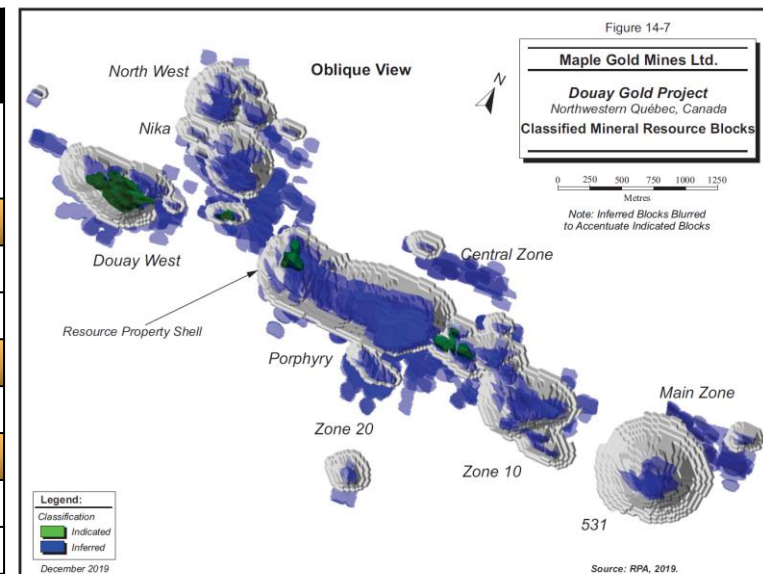 Figure 14-7
Maple Gold Mines Ltd.
Douay Gold Project
Northwestern Québec, Canada
Classified Mineral Resource Blocks
Oblique View
N
0 250 500 750 1000 1250
Metres
Note: Inferred Blocks Blurred
to Accentuate Indicated Blocks
North West
Nika
Douay West
Central Zone
Resource Property Shell
Porphyry
Main Zone
Zone 20
Zone 10
531
Legend:
Classification
Indicated
Inferred
December 2019
Source: RPA, 2019.